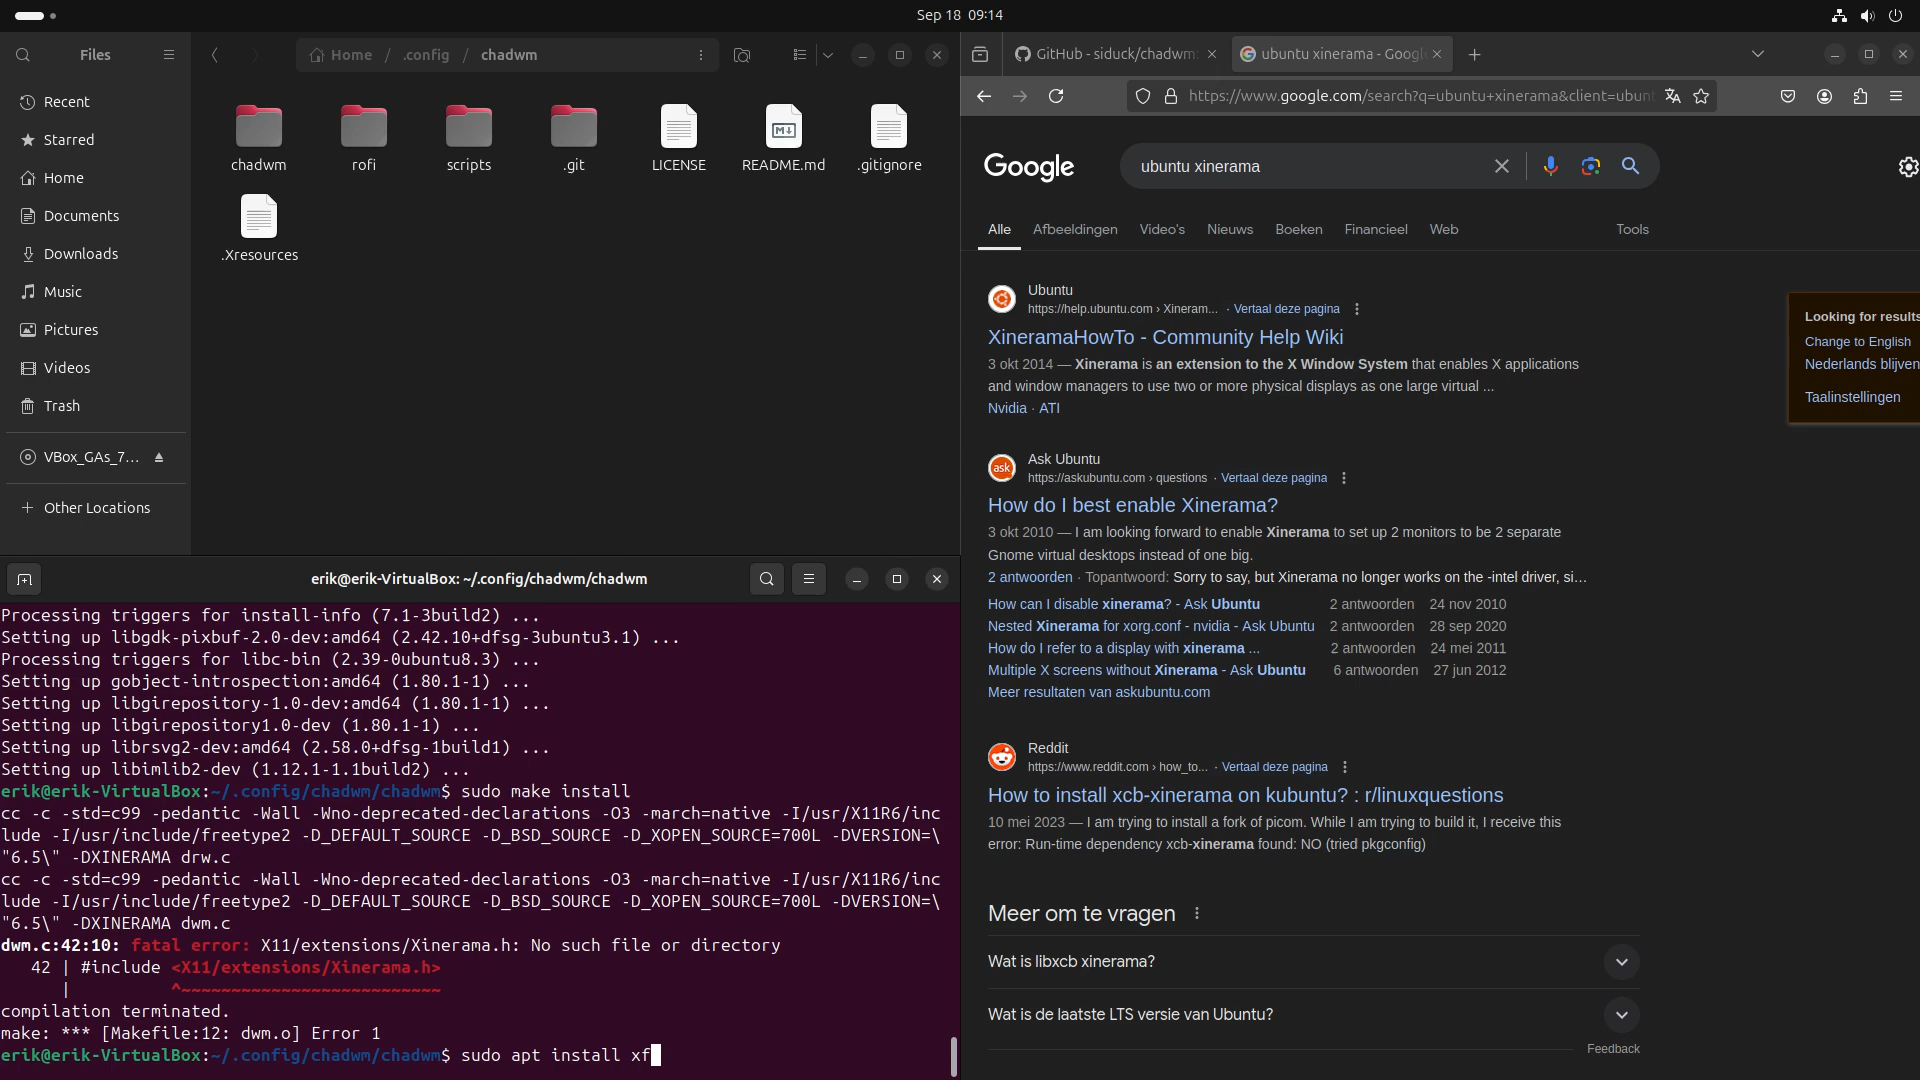 Sep 18 09:14
Files
Home / .config / chadwm
Recent
Starred
Home
Documents
Downloads
Music
Pictures
Videos
Trash
VBox_GAs_7...
Other Locations
chadwm
rofi
scripts
.git
LICENSE
README.md
.gitignore
.Xresources
erik@erik-VirtualBox: ~/.config/chadwm/chadwm
Processing triggers for install-info (7.1-3build2) ...
Setting up libgdk-pixbuf-2.0-dev:amd64 (2.42.10+dfsg-3ubuntu3.1) ...
Processing triggers for libc-bin (2.39-0ubuntu8.3) ...
Setting up gobject-introspection:amd64 (1.80.1-1) ...
Setting up libgirepository-1.0-dev:amd64 (1.80.1-1) ...
Setting up libgirepository1.0-dev (1.80.1-1) ...
Setting up librsvg2-dev:amd64 (2.58.0+dfsg-1build1) ...
Setting up libimlib2-dev (1.12.1-1.1build2) ...
erik@erik-VirtualBox:~/.config/chadwm/chadwm$ sudo make install
cc -c -std=c99 -pedantic -Wall -Wno-deprecated-declarations -O3 -march=native -I/usr/X11R6/inc
lude -I/usr/include/freetype2 -D_DEFAULT_SOURCE -D_BSD_SOURCE -D_XOPEN_SOURCE=700L -DVERSION=\
"6.5\" -DXINERAMA drw.c
cc -c -std=c99 -pedantic -Wall -Wno-deprecated-declarations -O3 -march=native -I/usr/X11R6/inc
lude -I/usr/include/freetype2 -D_DEFAULT_SOURCE -D_BSD_SOURCE -D_XOPEN_SOURCE=700L -DVERSION=\
"6.5\" -DXINERAMA dwm.c
dwm.c:42:10: fatal error: X11/extensions/Xinerama.h: No such file or directory
42 | #include <X11/extensions/Xinerama.h>
| ^~~~~~~~~~~~~~~~~~~~~~~~~~~
compilation terminated.
make: *** [Makefile:12: dwm.o] Error 1
erik@erik-VirtualBox:~/.config/chadwm/chadwm$ sudo apt install xf
GitHub - siduck/chadwm:
ubuntu xinerama - Googl
https://www.google.com/search?q=ubuntu+xinerama&client=ubunt
Google
ubuntu xinerama
Alle Afbeeldingen Video's Nieuws Boeken Financieel Web Tools
Ubuntu
https://help.ubuntu.com › Xineram... · Vertaal deze pagina
XineramaHowTo - Community Help Wiki
3 okt 2014 — Xinerama is an extension to the X Window System that enables X applications
and window managers to use two or more physical displays as one large virtual ...
Nvidia · ATI
Looking for results
Change to English
Nederlands blijven
Taalinstellingen
ask
Ask Ubuntu
https://askubuntu.com › questions · Vertaal deze pagina
How do I best enable Xinerama?
3 okt 2010 — I am looking forward to enable Xinerama to set up 2 monitors to be 2 separate
Gnome virtual desktops instead of one big.
2 antwoorden · Topantwoord: Sorry to say, but Xinerama no longer works on the -intel driver, si...
How can I disable xinerama? - Ask Ubuntu 2 antwoorden 24 nov 2010
Nested Xinerama for xorg.conf - nvidia - Ask Ubuntu 2 antwoorden 28 sep 2020
How do I refer to a display with xinerama ... 2 antwoorden 24 mei 2011
Multiple X screens without Xinerama - Ask Ubuntu 6 antwoorden 27 jun 2012
Meer resultaten van askubuntu.com
Reddit
https://www.reddit.com › how_to... · Vertaal deze pagina
How to install xcb-xinerama on kubuntu? : r/linuxquestions
10 mei 2023 — I am trying to install a fork of picom. While I am trying to build it, I receive this
error: Run-time dependency xcb-xinerama found: NO (tried pkgconfig)
Meer om te vragen
Wat is libxcb xinerama?
Wat is de laatste LTS versie van Ubuntu?
Feedback